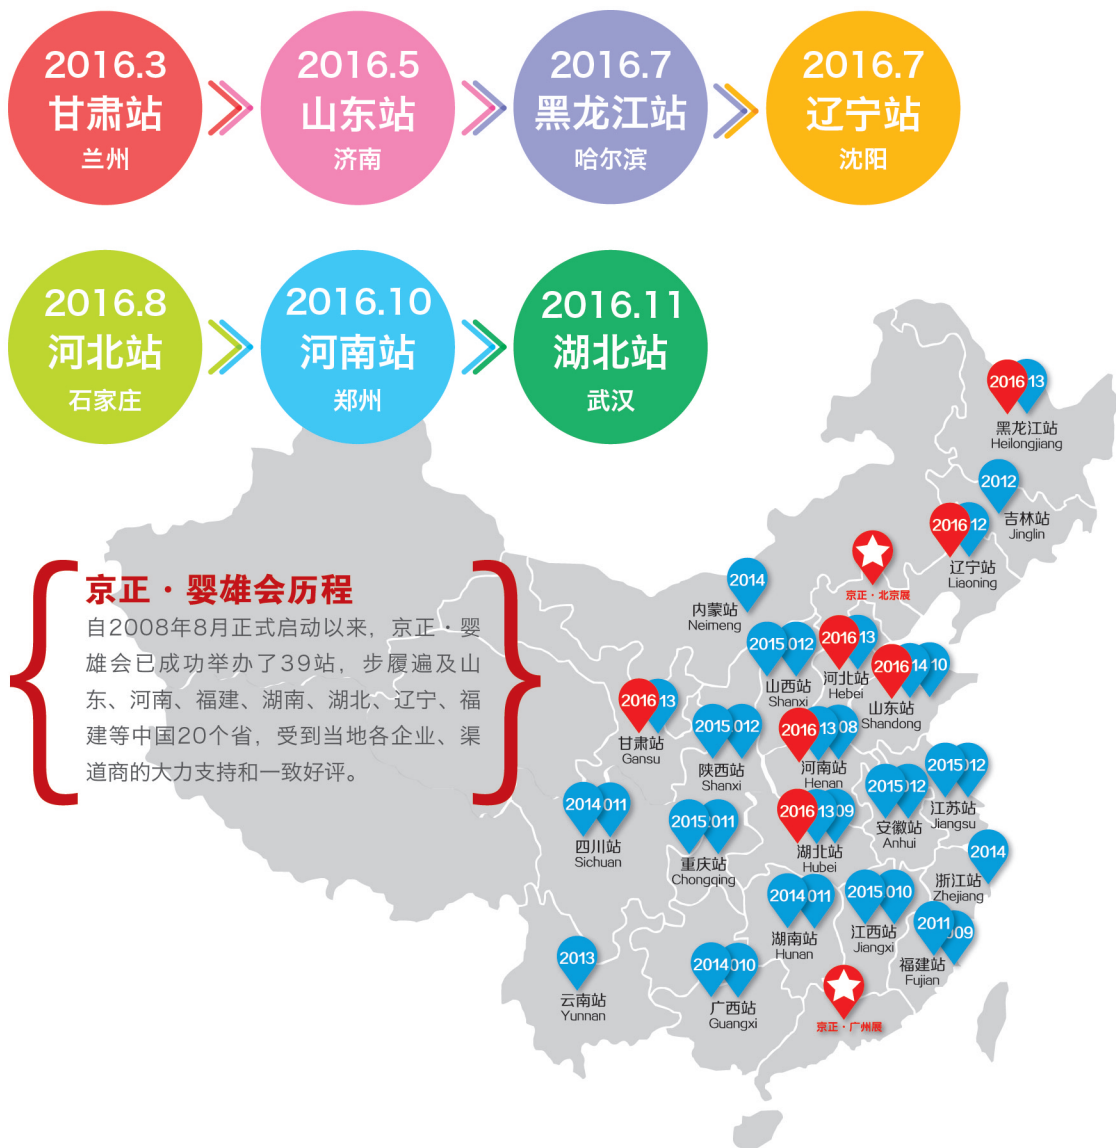 2016.3
甘肃站
兰州
2016.5
山东站
济南
2016.7
黑龙江站
哈尔滨
2016.7
辽宁站
沈阳
2016.8
河北站
石家庄
2016.10
河南站
郑州
2016.11
湖北站
武汉
京正·婴雄会历程
自2008年8月正式启动以来，京正·婴
雄会已成功举办了39站，步履遍及山
东、河南、福建、湖南、湖北、辽宁、福
建等中国20个省，受到当地各企业、渠
道商的大力支持和一致好评。
2016 13
黑龙江站
Heilongjiang
2012
吉林站
Jinglin
2016 12
辽宁站
Liaoning
京正·北京展
2014
内蒙站
Neimeng
2015 012
山西站
Shanxi
2016 13
河北站
Hebei
2016 14 10
山东站
Shandong
2016 13
甘肃站
Gansu
2015 012
陕西站
Shanxi
2016 13 08
河南站
Henan
2015 12
安徽站
Anhui
2015 12
江苏站
Jiangsu
2014 011
四川站
Sichuan
2015 2011
重庆站
Chongqing
2016 13 09
湖北站
Hubei
2014
浙江站
Zhejiang
2014 011
湖南站
Hunan
2015 010
江西站
Jiangxi
2011 09
福建站
Fujian
2013
云南站
Yunnan
2014 010
广西站
Guangxi
京正·广州展